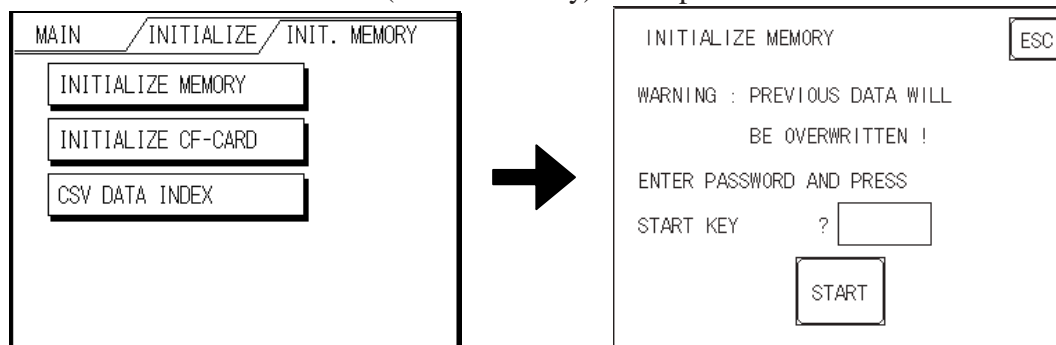 MAIN / INITIALIZE / INIT. MEMORY
INITIALIZE MEMORY
INITIALIZE CF-CARD
CSV DATA INDEX
INITIALIZE MEMORY
ESC
WARNING : PREVIOUS DATA WILL
BE OVERWRITTEN !
ENTER PASSWORD AND PRESS
START KEY ?
START